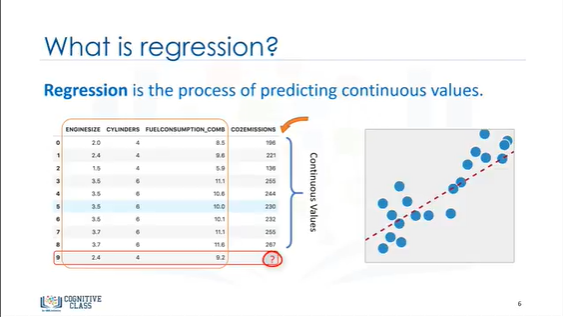 What is regression?
Regression is the process of predicting continuous values.
ENGINESIZE CYLINDERS FUELCONSUMPTION_COMB CO2EMISSIONS
0 2.0 4 8.5 196
1 2.4 4 9.6 221
2 1.5 4 5.9 136
3 3.5 6 11.1 255
4 3.5 6 10.6 244
5 3.5 6 10.0 230
6 3.5 6 10.1 232
7 3.7 6 11.1 255
8 3.7 6 11.6 267
9 2.4 4 9.2 ?
Continuous Values
COGNITIVE
CLASS
6